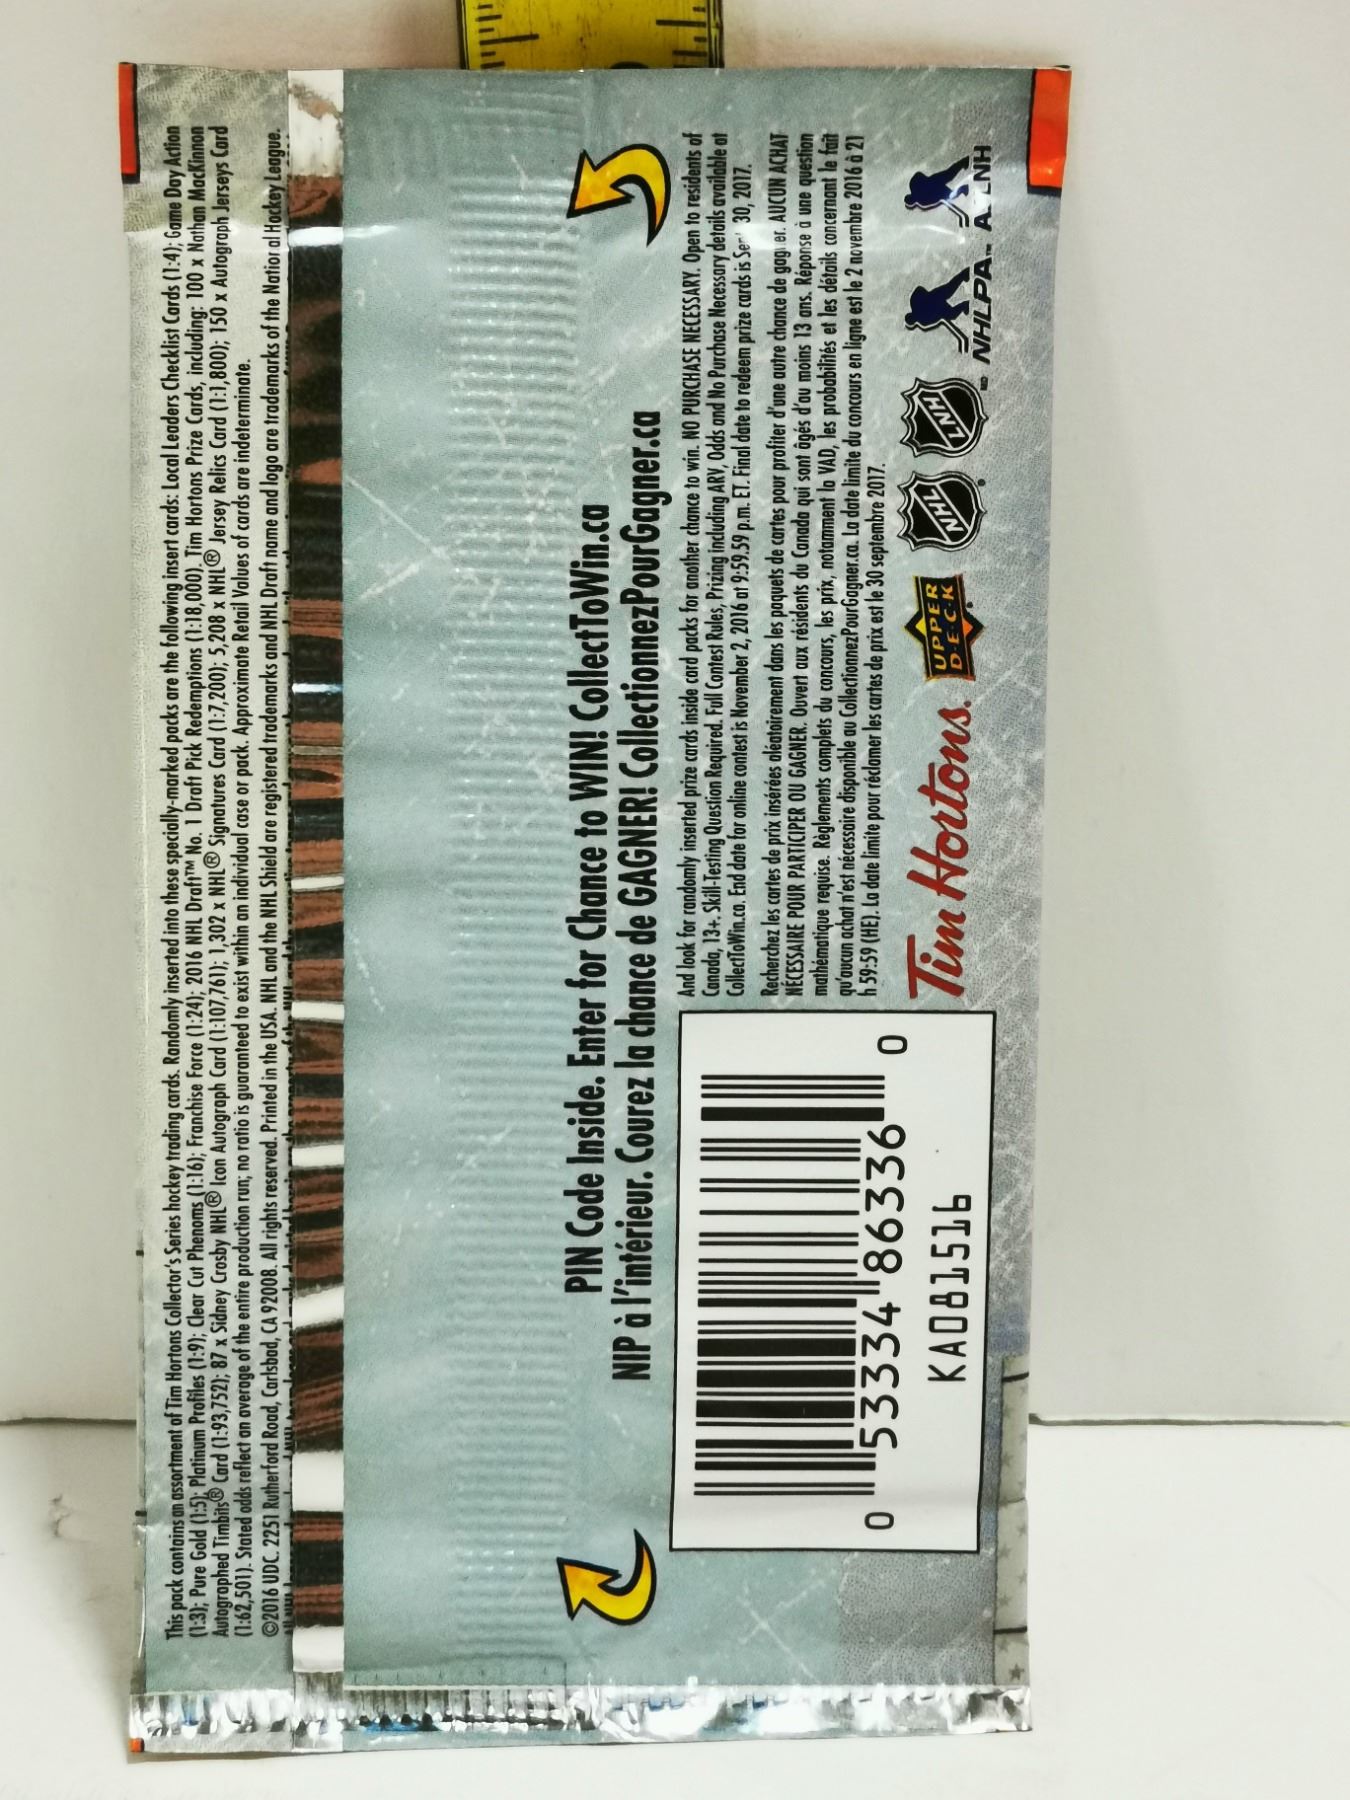 This pack contains an assortment of Tim Hortons Collector's Series hockey trading cards. Randomly inserted into these specially-marked packs are the following insert cards: Local Leaders Checklist Cards (1:4); Game Day Action
(1:3); Pure Gold (1:5); Platinum Profiles (1:9); Clear Cut Phenoms (1:16); Franchise Force (1:24); 2016 NHL Draft™ No. 1 Draft Pick Redemptions (1:18,000). Tim Hortons Prize Cards, including: 100 x Nathan MacKinnon
Autographed Timbits® Card (1:93,752); 87 x Sidney Crosby NHL® Icon Autograph Card (1:107,761); 1,302 x NHL® Signatures Card (1:7,200); 5,208 x NHL® Jersey Relics Card (1:1,800); 150 x Autograph Jerseys Card
(1:62,501). Stated odds reflect an average of the entire production run; no ratio is guaranteed to exist within an individual case or pack. Approximate Retail Values of cards are indeterminate.
©2016 UDC. 2251 Rutherford Road, Carlsbad, CA 92008. All rights reserved. Printed in the USA. NHL and the NHL Shield are registered trademarks and NHL Draft name and logo are trademarks of the National Hockey League.
PIN Code Inside. Enter for Chance to WIN! CollectToWin.ca
NIP à l'intérieur. Courez la chance de GAGNER! CollectionnezPourGagner.ca
And look for randomly inserted prize cards inside card packs for another chance to win. NO PURCHASE NECESSARY. Open to residents of
Canada, 13+. Skill-Testing Question Required. Full Contest Rules, Prizing including ARV, Odds and No Purchase Necessary details available at
CollectToWin.ca. End date for online contest is November 2, 2016 at 9:59.59 p.m. ET. Final date to redeem prize cards is 30, 2017.
Recherchez les cartes de prix insérées aléatoirement dans les paquets de cartes pour profiter d'une autre chance de gagner. AUCUN ACHAT
NÉCESSAIRE POUR PARTICIPER OU GAGNER. Ouvert aux résidents du Canada qui sont âgés d'au moins 13 ans. Réponse à une question
mathématique requise. Règlements complets du concours, les prix, notamment la VAD, les probabilités et les détails concernant le fait
qu'aucun achat n'est nécessaire disponible au CollectionnezPourGagner.ca. La date limite du concours en ligne est le 2 novembre 2016 à 21
h 59:59 (HE). La date limite pour réclamer les cartes de prix est le 30 septembre 2017.
0 53334 86336 0
KA081516
Tim Hortons. UPPER DECK NHL LNH NHLPA™ A LNH